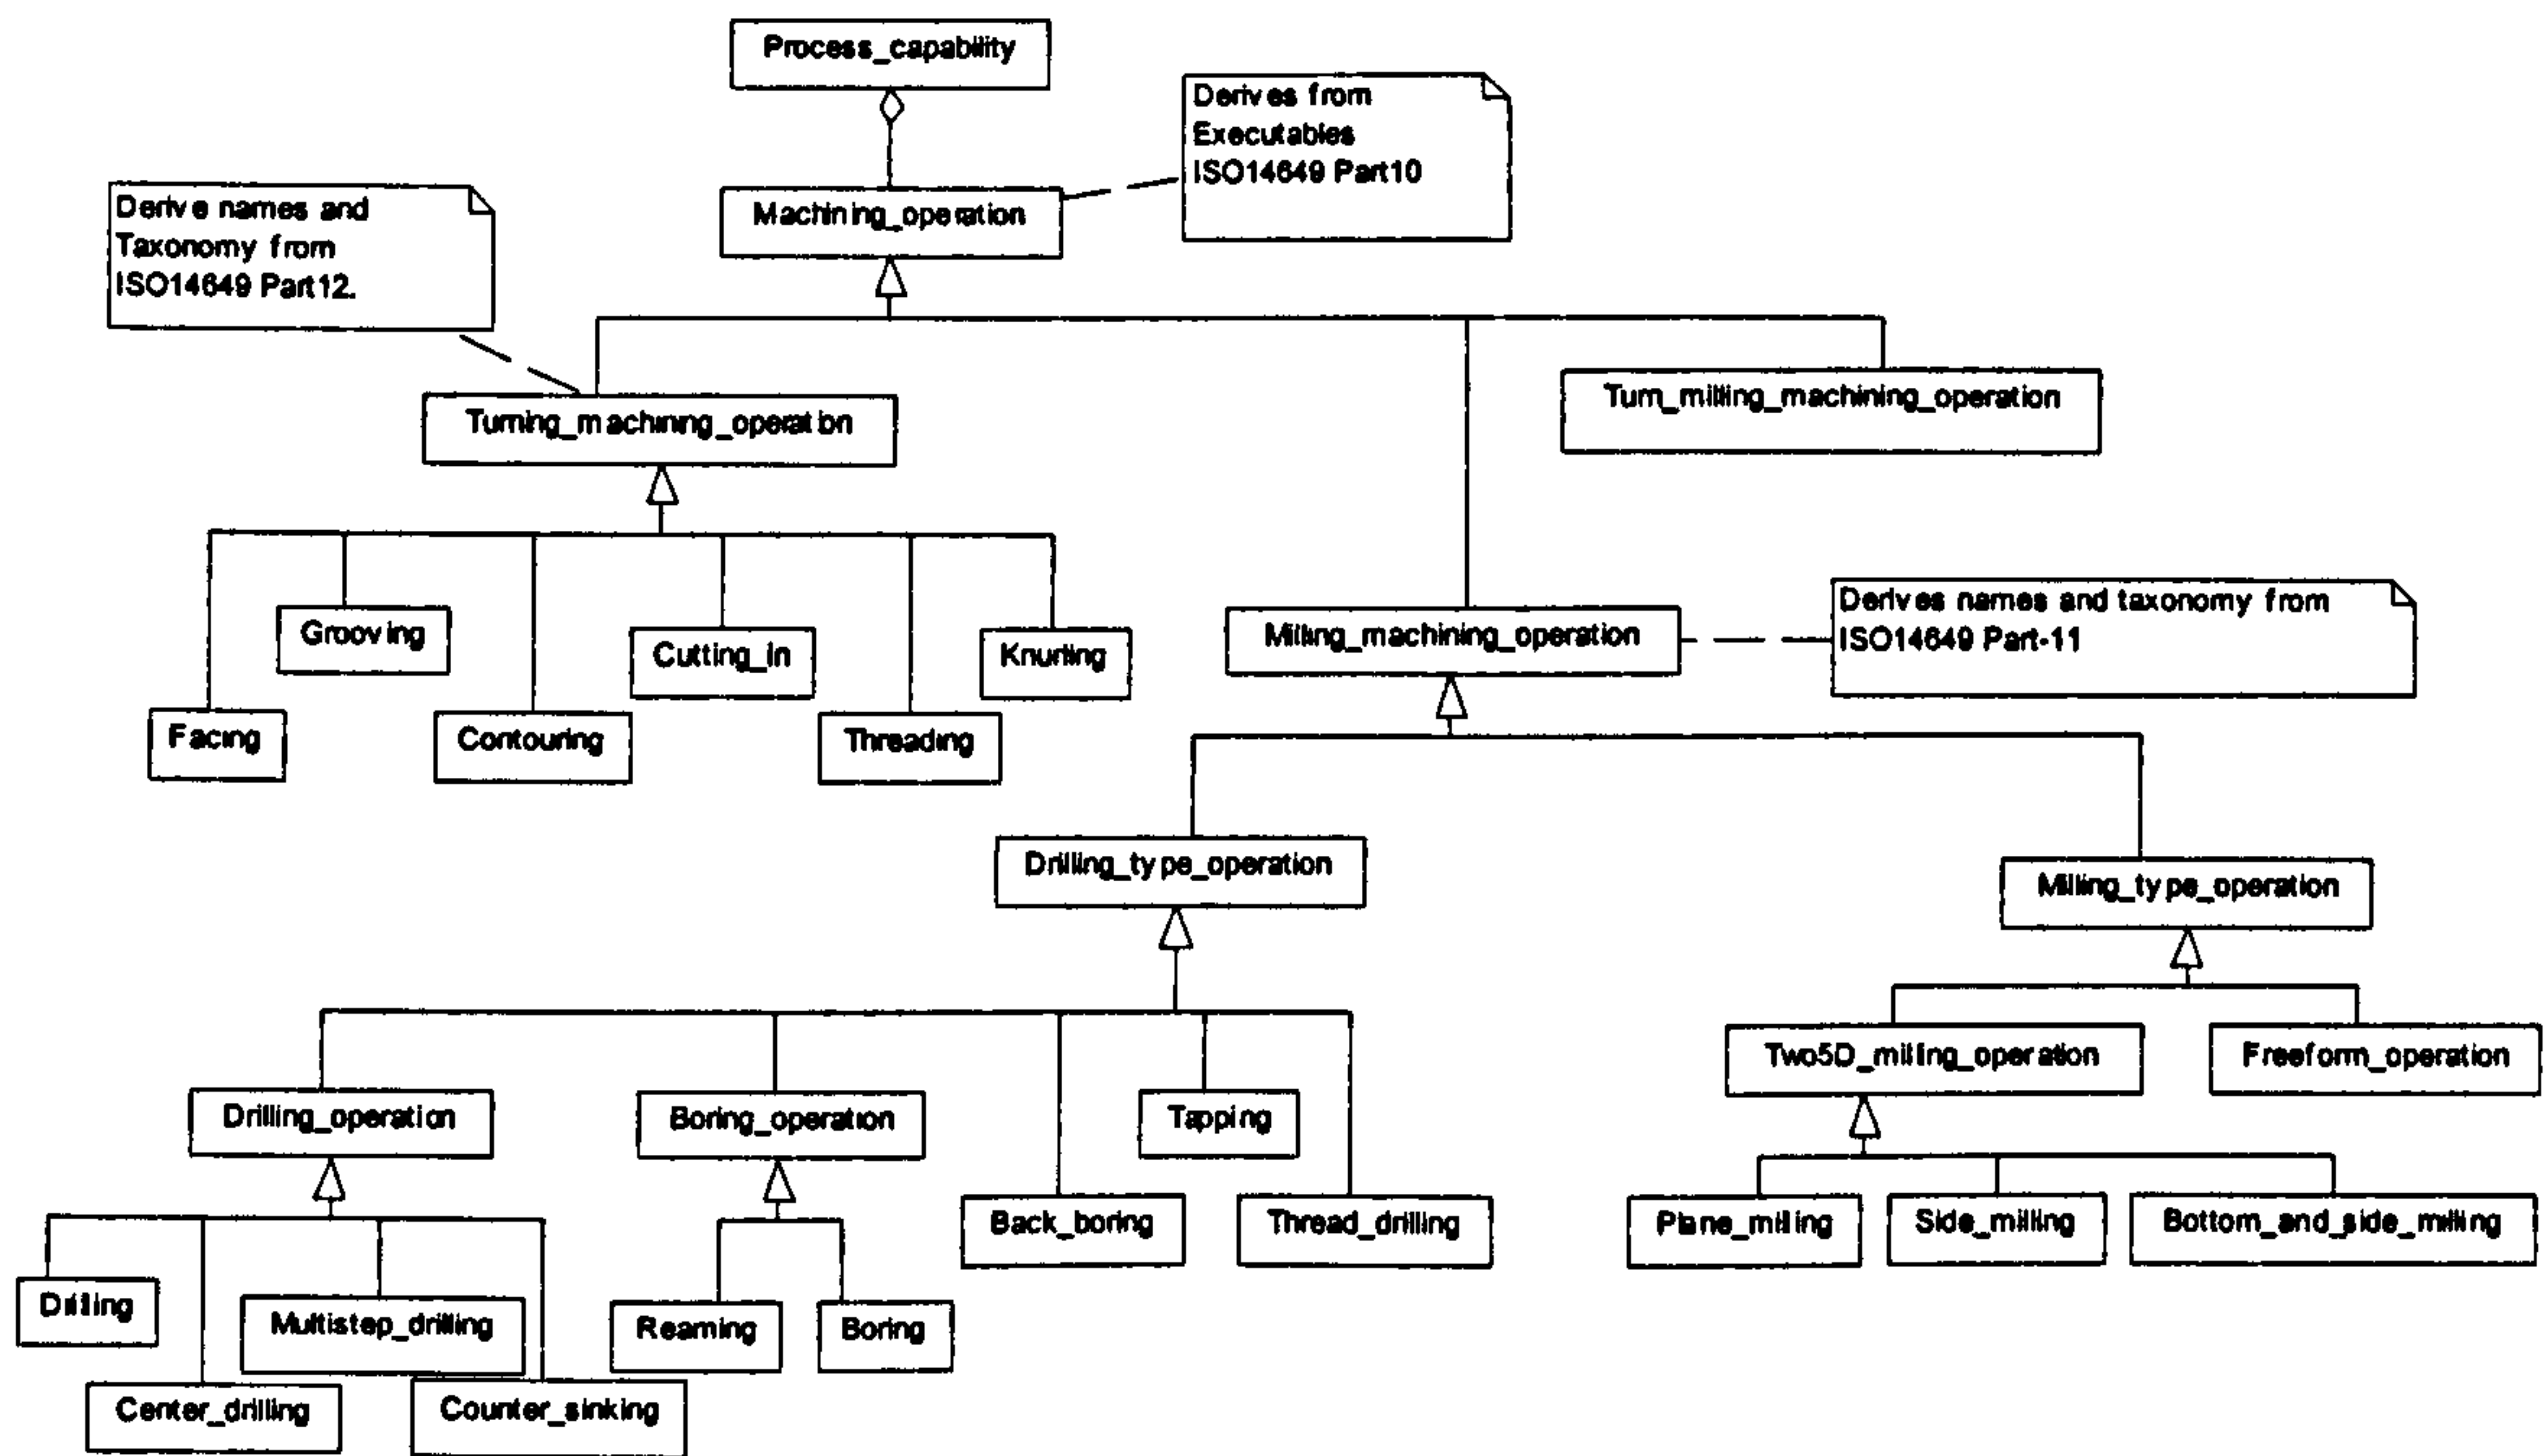 Process_capability
Derives from
Executables
ISO14649 Part10
Machining_operation
Derive names and
Taxonomy from
ISO14649 Part12.
Turning_machining_operation
Turn_milling_machining_operation
Grooving
Cutting_in
Knurling
Facing
Contouring
Threading
Milling_machining_operation
Derives names and taxonomy from
ISO14649 Part-11
Drilling_type_operation
Milling_type_operation
Two5D_milling_operation
Freeform_operation
Drilling_operation
Boring_operation
Tapping
Back_boring
Thread_drilling
Plane_milling
Side_milling
Bottom_and_side_milling
Drilling
Multistep_drilling
Reaming
Boring
Center_drilling
Counter_sinking